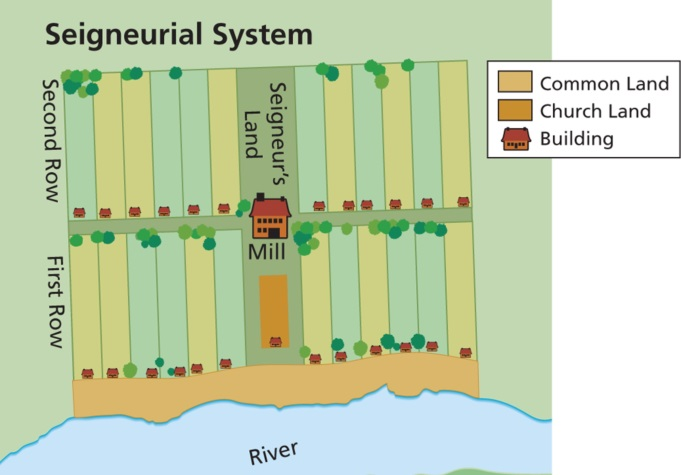 Seigneurial System
Common Land
Church Land
Building
Second Row
Seigneur's
Land
Mill
First Row
River